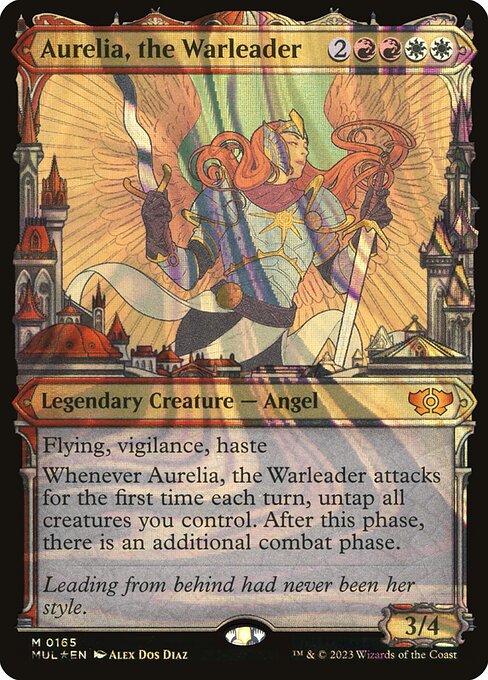 Aurelia, the Warleader 2
Legendary Creature — Angel
Flying, vigilance, haste
Whenever Aurelia, the Warleader attacks
for the first time each turn, untap all
creatures you control. After this phase,
there is an additional combat phase.
Leading from behind had never been her
style.
3/4
M 0165
MUL★EN Alex Dos Diaz
™ & © 2023 Wizards of the Coast